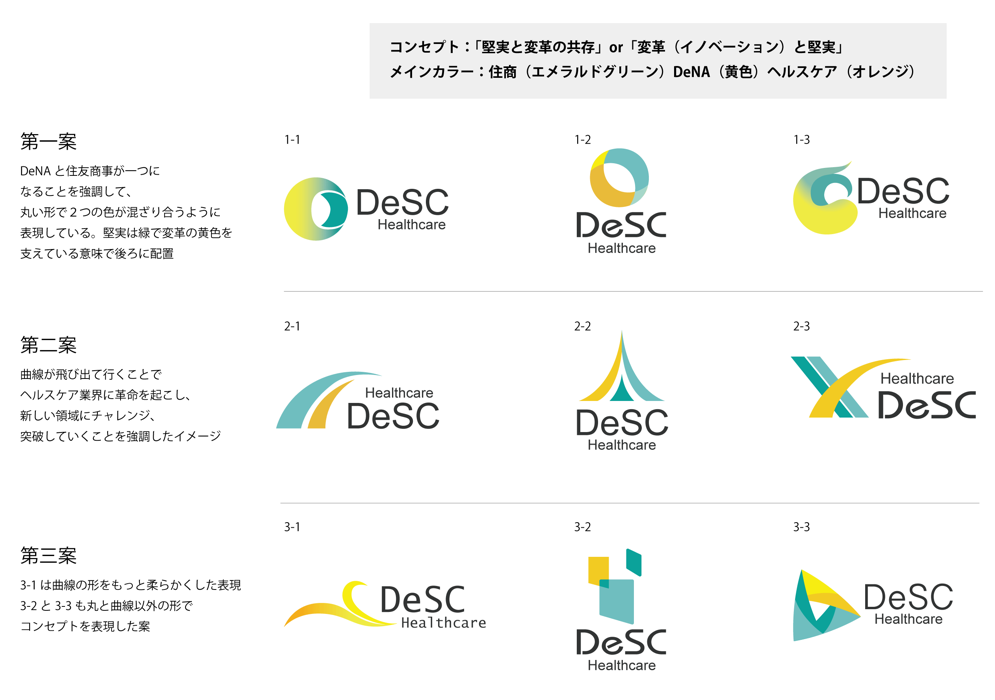 コンセプト：「堅実と変革の共存」or「変革（イノベーション）と堅実」
メインカラー：住商（エメラルドグリーン）DeNA（黄色）ヘルスケア（オレンジ）
第一案
DeNA と住友商事が一つに
なることを強調して、
丸い形で２つの色が混ざり合うように
表現している。堅実は緑で変革の黄色を
支えている意味で後ろに配置
1-1
DeSC
Healthcare
1-2
DeSC
Healthcare
1-3
DeSC
Healthcare
第二案
曲線が飛び出て行くことで
ヘルスケア業界に革命を起こし、
新しい領域にチャレンジ、
突破していくことを強調したイメージ
2-1
Healthcare
DeSC
2-2
DeSC
Healthcare
2-3
Healthcare
DeSC
第三案
3-1 は曲線の形をもっと柔らかくした表現
3-2 と 3-3 も丸と曲線以外の形で
コンセプトを表現した案
3-1
DeSC
Healthcare
3-2
DeSC
Healthcare
3-3
DeSC
Healthcare